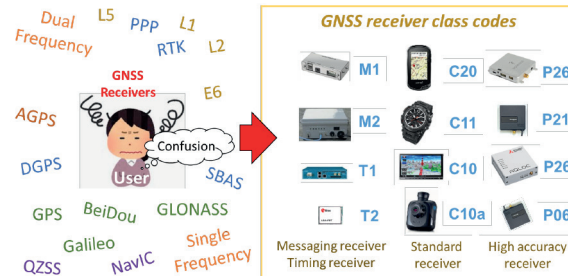 Dual
Frequency
L5
PPP
L1
RTK
L2
GNSS
Receivers
E6
AGPS
Confusion
User
DGPS
SBAS
GPS
BeiDou
GLONASS
Galileo
Single
Frequency
QZSS
NavIC
GNSS receiver class codes
M1
C20
P26
M2
C11
P21
T1
C10
P26
T2
C10a
P06
Messaging receiver
Timing receiver
Standard
receiver
High accuracy
receiver